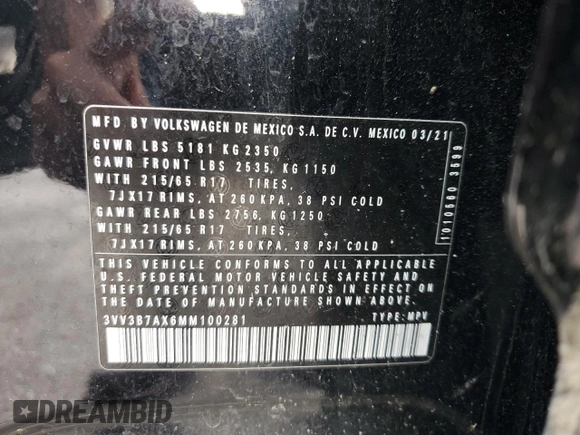 MFD BY VOLKSWAGEN DE MEXICO S.A. DE C.V. MEXICO 03/21
GVWR LBS 5181 KG 2350
GAWR FRONT LBS 2535, KG 1150
WITH 215/65 R17 TIRES,
7JX17 RIMS, AT 260 KPA, 38 PSI COLD
GAWR REAR LBS 2756, KG 1250
WITH 215/65 R17 TIRES,
7JX17 RIMS, AT 260 KPA, 38 PSI COLD
THIS VEHICLE CONFORMS TO ALL APPLICABLE
U.S. FEDERAL MOTOR VEHICLE SAFETY AND
THEFT PREVENTION STANDARDS IN EFFECT ON
THE DATE OF MANUFACTURE SHOWN ABOVE.
3VV3B7AX6MM100281 TYPE: MPV
1010560 3599
DREAMBID